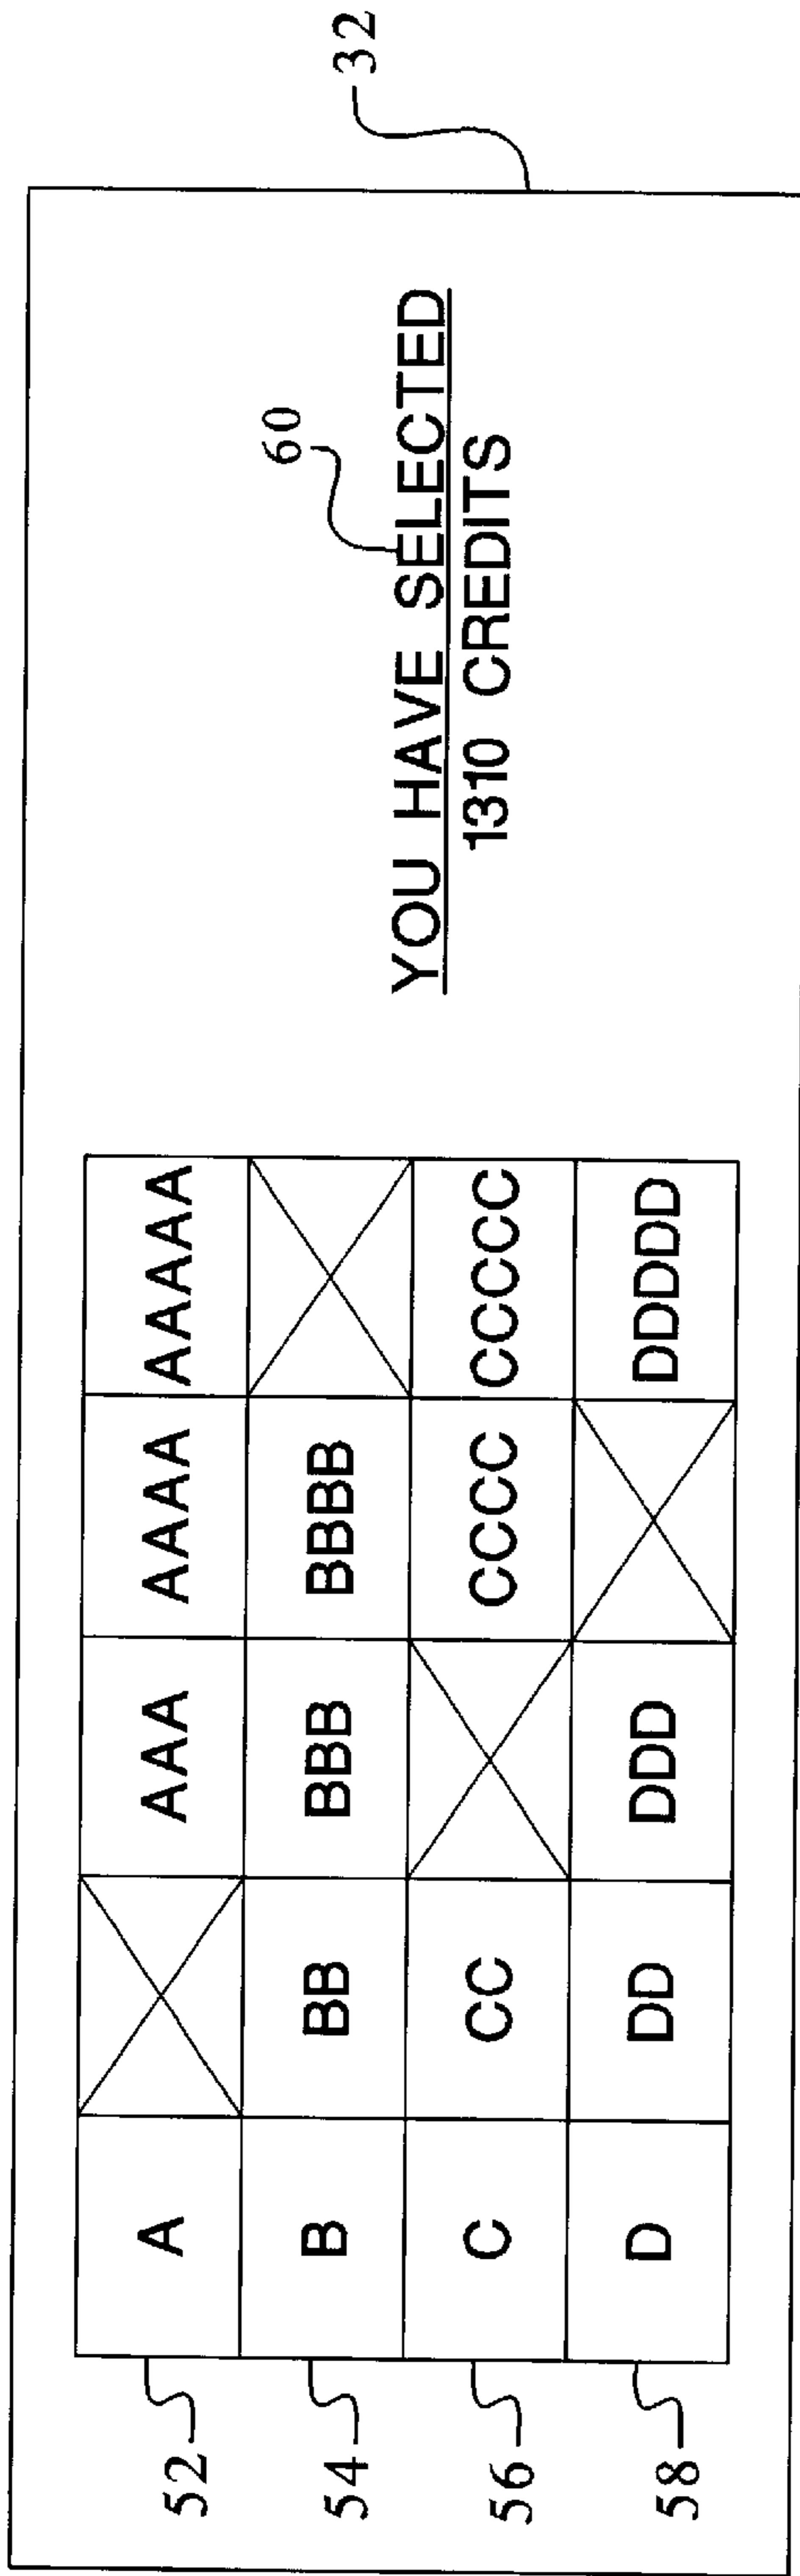 32
60
YOU HAVE SELECTED
1310 CREDITS
52 A AAA AAAA AAAAA
54 B BB BBB BBBB
56 C CC CCCC CCCCC
58 D DD DDD DDDDD